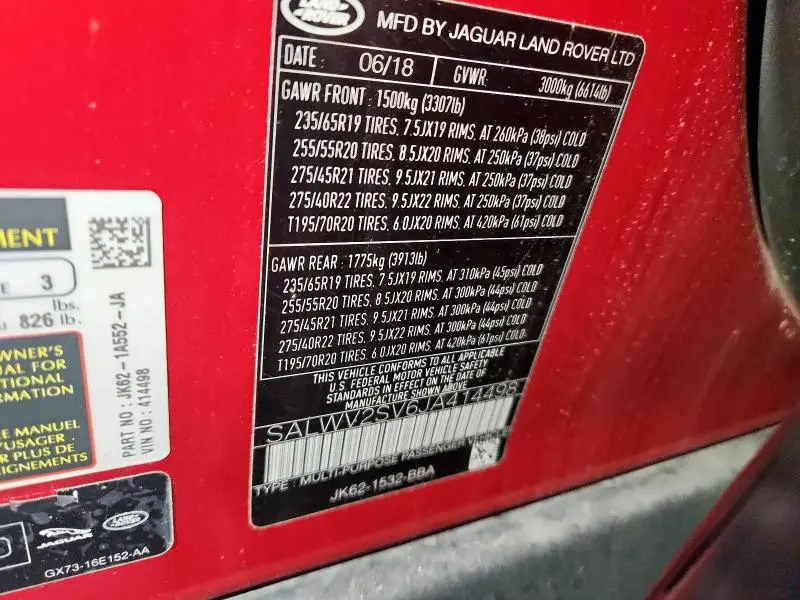 LAND ROVER
MFD BY JAGUAR LAND ROVER LTD
DATE : 06/18 GVWR: 3000kg (6614lb)
GAWR FRONT : 1500kg (3307lb)
235/65R19 TIRES, 7.5JX19 RIMS, AT 260kPa (38psi) COLD
255/55R20 TIRES, 8.5JX20 RIMS, AT 250kPa (37psi) COLD
275/45R21 TIRES, 9.5JX21 RIMS, AT 250kPa (37psi) COLD
275/40R22 TIRES, 9.5JX22 RIMS, AT 250kPa (37psi) COLD
T195/70R20 TIRES, 6.0JX20 RIMS, AT 420kPa (61psi) COLD
GAWR REAR : 1775kg (3913lb)
235/65R19 TIRES, 7.5JX19 RIMS, AT 310kPa (45psi) COLD
255/55R20 TIRES, 8.5JX20 RIMS, AT 300kPa (44psi) COLD
275/45R21 TIRES, 9.5JX21 RIMS, AT 300kPa (44psi) COLD
275/40R22 TIRES, 9.5JX22 RIMS, AT 300kPa (44psi) COLD
T195/70R20 TIRES, 6.0JX20 RIMS, AT 420kPa (61psi) COLD
THIS VEHICLE CONFORMS TO ALL APPLICABLE
U.S. FEDERAL MOTOR VEHICLE SAFETY
STANDARDS IN EFFECT ON THE DATE OF
MANUFACTURE SHOWN ABOVE
SALWV2SV6JA414498
TYPE : MULTI-PURPOSE PASSENGER VEHICLE
JK62-1532-BBA
MENT
E 3
lbs.
826 lb.
OWNER'S
UAL FOR
TIONAL
RMATION
E MANUEL
'USAGER
R PLUS DE
EIGNEMENTS
PART NO : JK62-1A552-JA
VIN NO : 414498
JAGUAR
LAND ROVER
GX73-16E152-AA